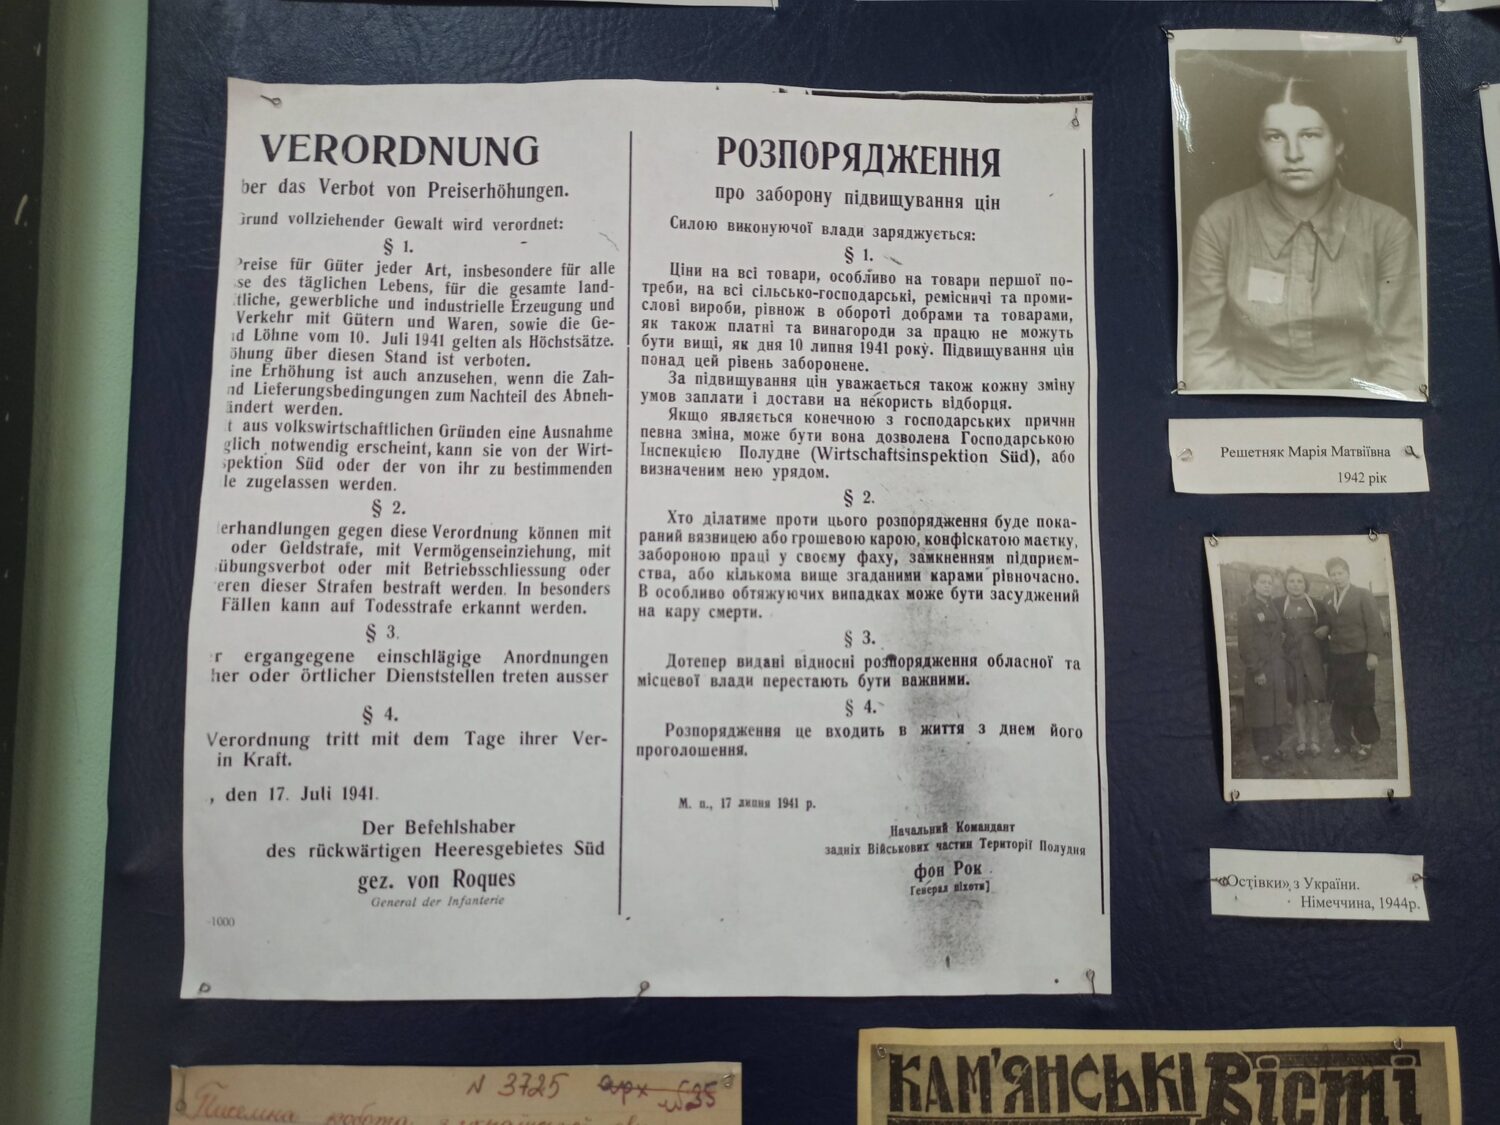 VERORDNUNG
ber das Verbot von Preiserhöhungen.
Grund vollziehender Gewalt wird verordnet:
§ 1.
Preise für Güter jeder Art, insbesondere für alle
se des täglichen Lebens, für die gesamte land-
tliche, gewerbliche und industrielle Erzeugung und
Verkehr mit Gütern und Waren, sowie die Ge-
d Löhne vom 10. Juli 1941 gelten als Höchstsätze.
öhung über diesen Stand ist verboten.
ine Erhöhung ist auch anzusehen, wenn die Zah-
nd Lieferungsbedingungen zum Nachteil des Abneh-
ändert werden.
t aus volkswirtschaftlichen Gründen eine Ausnahme
glich notwendig erscheint, kann sie von der Wirt-
spektion Süd oder der von ihr zu bestimmenden
le zugelassen werden.
§ 2.
erhandlungen gegen diese Verordnung können mit
oder Geldstrafe, mit Vermögenseinziehung, mit
übungsverbot oder mit Betriebsschliessung oder
eren dieser Strafen bestraft werden. In besonders
Fällen kann auf Todesstrafe erkannt werden.
§ 3.
r ergangegene einschlägige Anordnungen
her oder örtlicher Dienststellen treten ausser
§ 4.
Verordnung tritt mit dem Tage ihrer Ver-
in Kraft.
, den 17. Juli 1941.
Der Befehlshaber
des rückwärtigen Heeresgebietes Süd
gez. von Roques
General der Infanterie
-1000
РОЗПОРЯДЖЕННЯ
про заборону підвищування цін
Силою виконуючої влади заряджується:
§ 1.
Ціни на всі товари, особливо на товари першої по-
треби, на всі сільсько-господарські, ремісничі та проми-
слові вироби, рівнож в обороті добрами та товарами,
як також платні та винагороди за працю не можуть
бути вищі, як дня 10 липня 1941 року. Підвищування цін
понад цей рівень заборонене.
За підвищування цін уважається також кожну зміну
умов заплати і достави на некористь відборця.
Якщо являється конечною з господарських причин
певна зміна, може бути вона дозволена Господарською
Інспекцією Полудне (Wirtschaftsinspektion Süd), або
визначеним нею урядом.
§ 2.
Хто ділатиме проти цього розпорядження буде пока-
раний вязницею або грошевою карою, конфіскатою маєтку,
забороною праці у своєму фаху, замкненням підприєм-
ства, або кількома вище згаданими карами рівночасно.
В особливо обтяжуючих випадках може бути засуджений
на кару смерти.
§ 3.
Дотепер видані відносні розпорядження обласної та
місцевої влади перестають бути важними.
§ 4.
Розпорядження це входить в життя з днем його
проголошення.
М. п., 17 липня 1941 р.
Начальний Командант
задніх Військових частин Території Полудня
фон Рок
Генерал піхоти
Решетняк Марія Матвіївна
1942 рік
«Остівки» з України.
Німеччина, 1944р.
N 3725 арх №35
Писемна робота з
КАМ'ЯНСЬКІ Вісті